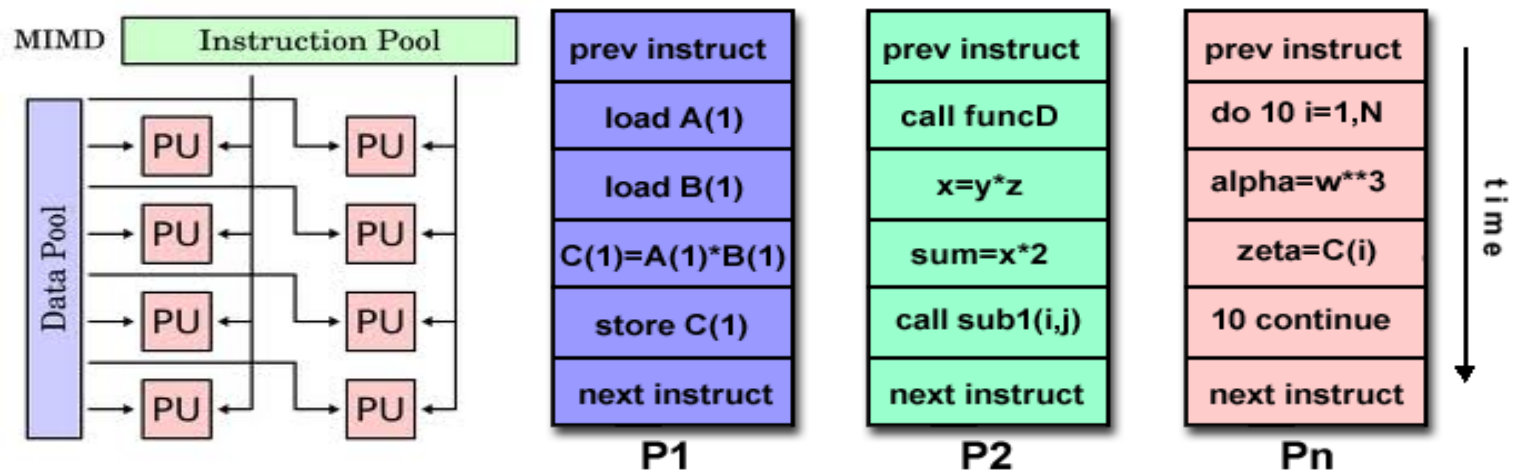 MIMD
Instruction Pool
Data Pool
PU
PU
PU
PU
PU
PU
PU
PU
prev instruct
load A(1)
load B(1)
C(1)=A(1)*B(1)
store C(1)
next instruct
P1
prev instruct
call funcD
x=y*z
sum=x*2
call sub1(i,j)
next instruct
P2
prev instruct
do 10 i=1,N
alpha=w**3
zeta=C(i)
10 continue
next instruct
Pn
time